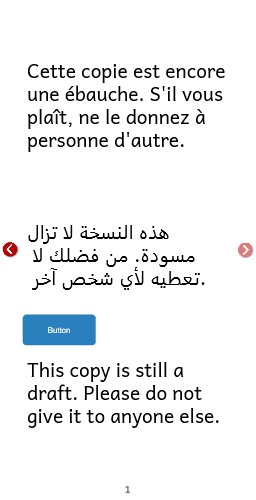 Cette copie est encore
une ébauche. S'il vous
plaît, ne le donnez à
personne d'autre.
هذه النسخة لا تزال
مسودة. من فضلك لا
تعطيه لأي شخص آخر.
Button
This copy is still a
draft. Please do not
give it to anyone else.
1